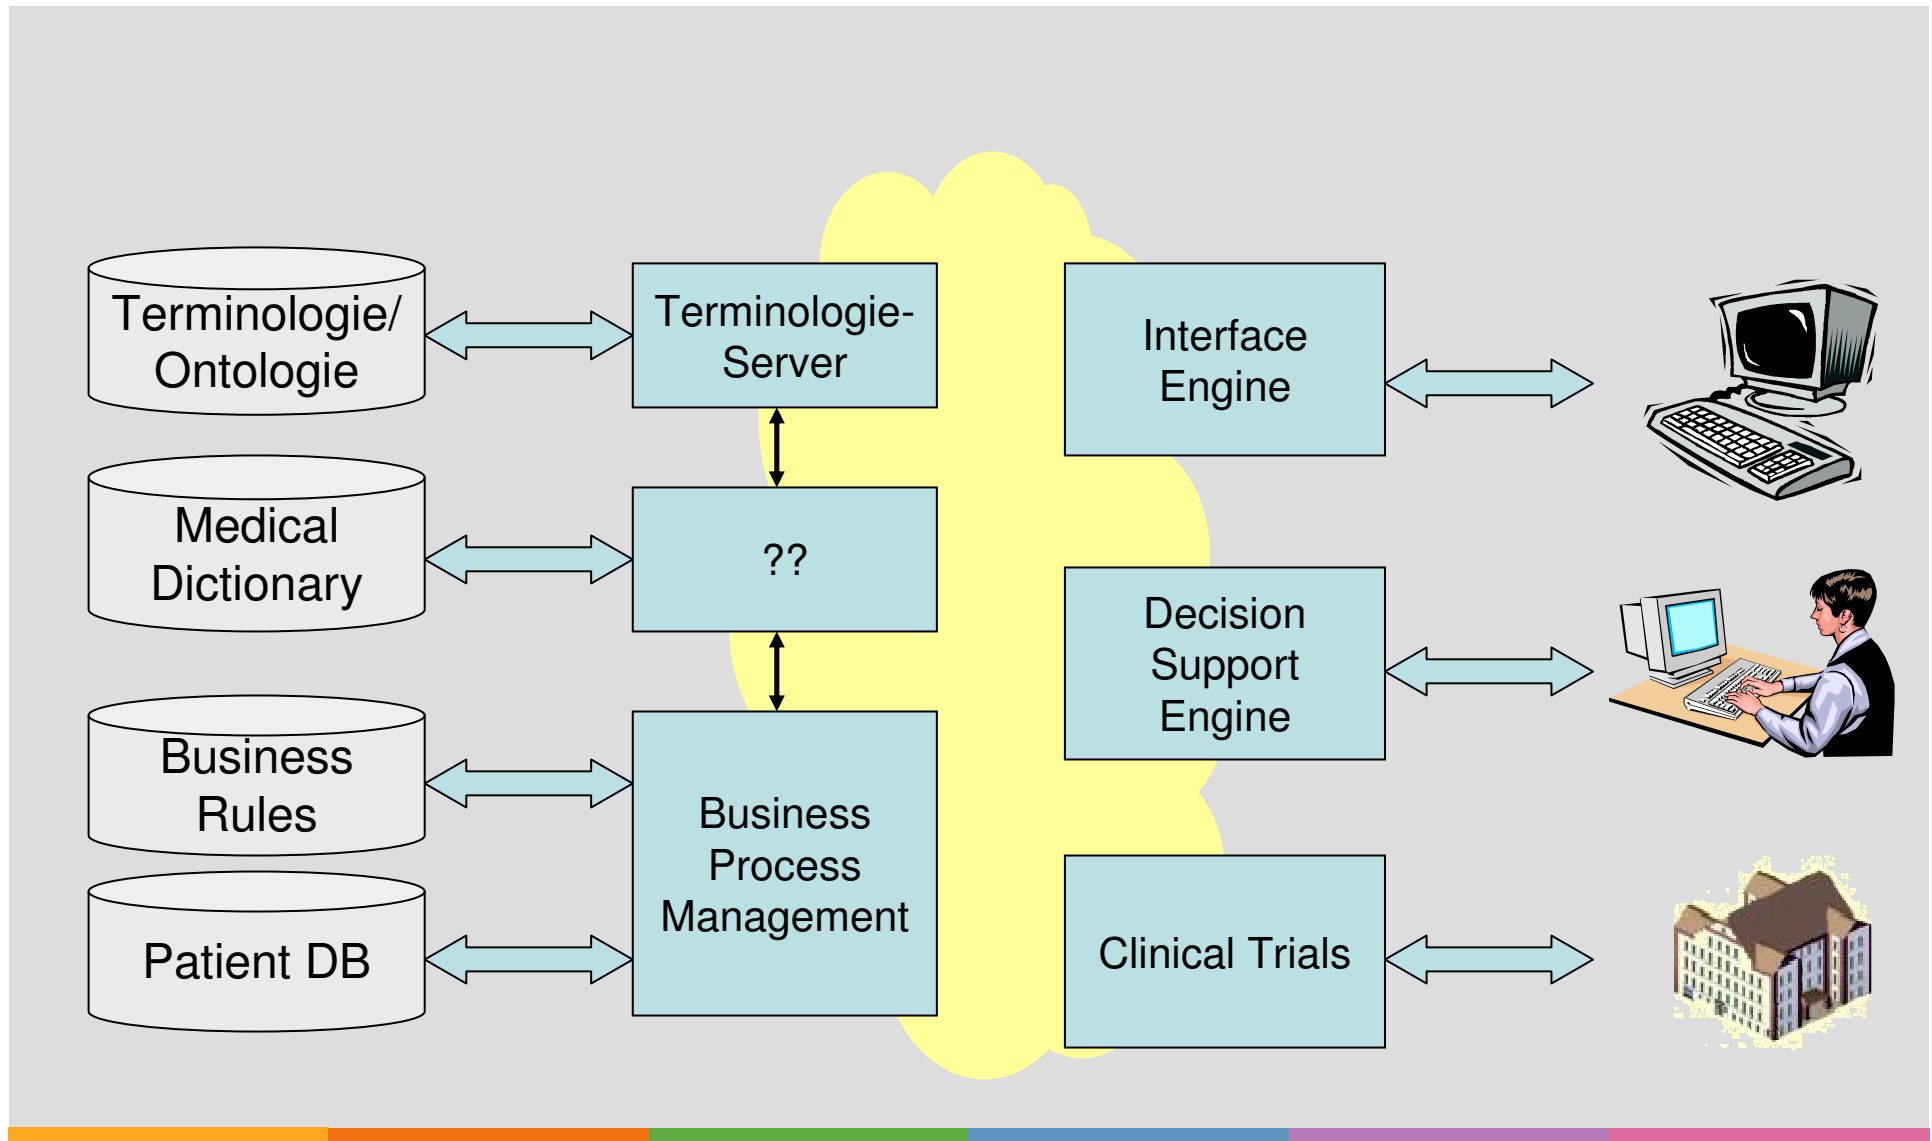 Terminologie/
Ontologie
Terminologie-
Server
Interface
Engine
Medical
Dictionary
??
Decision
Support
Engine
Business
Rules
Business
Process
Management
Patient DB
Clinical Trials